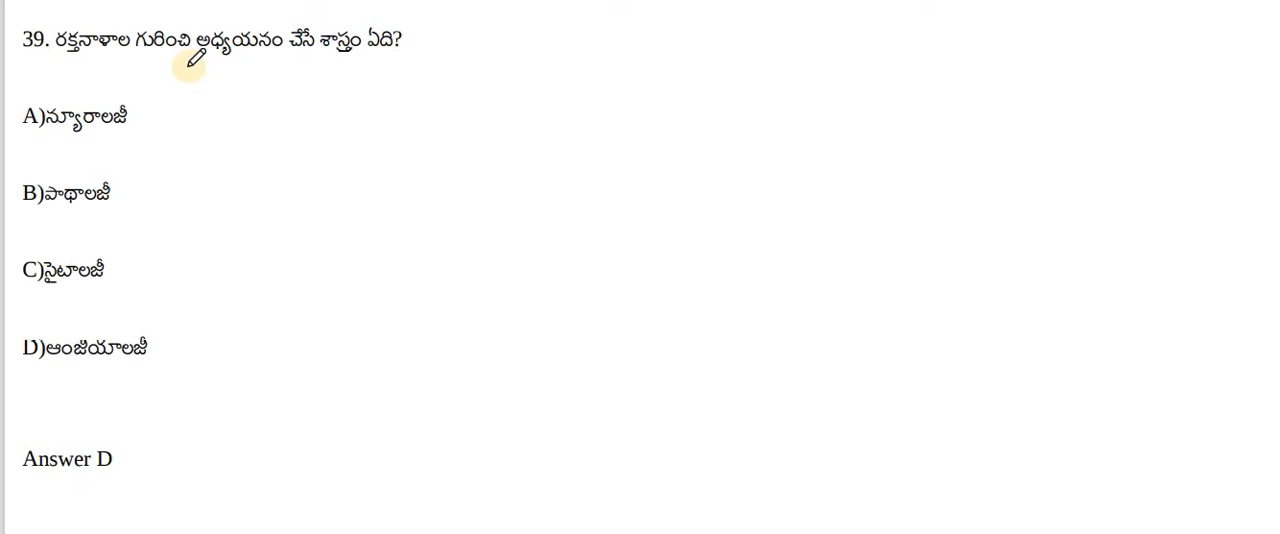 39. రక్తనాళాల గురించి అధ్యయనం చేసే శాస్త్రం ఏది?
A)న్యూరాలజీ
B)పాథాలజీ
C)సైటాలజీ
D)ఆంజియాలజీ
Answer D